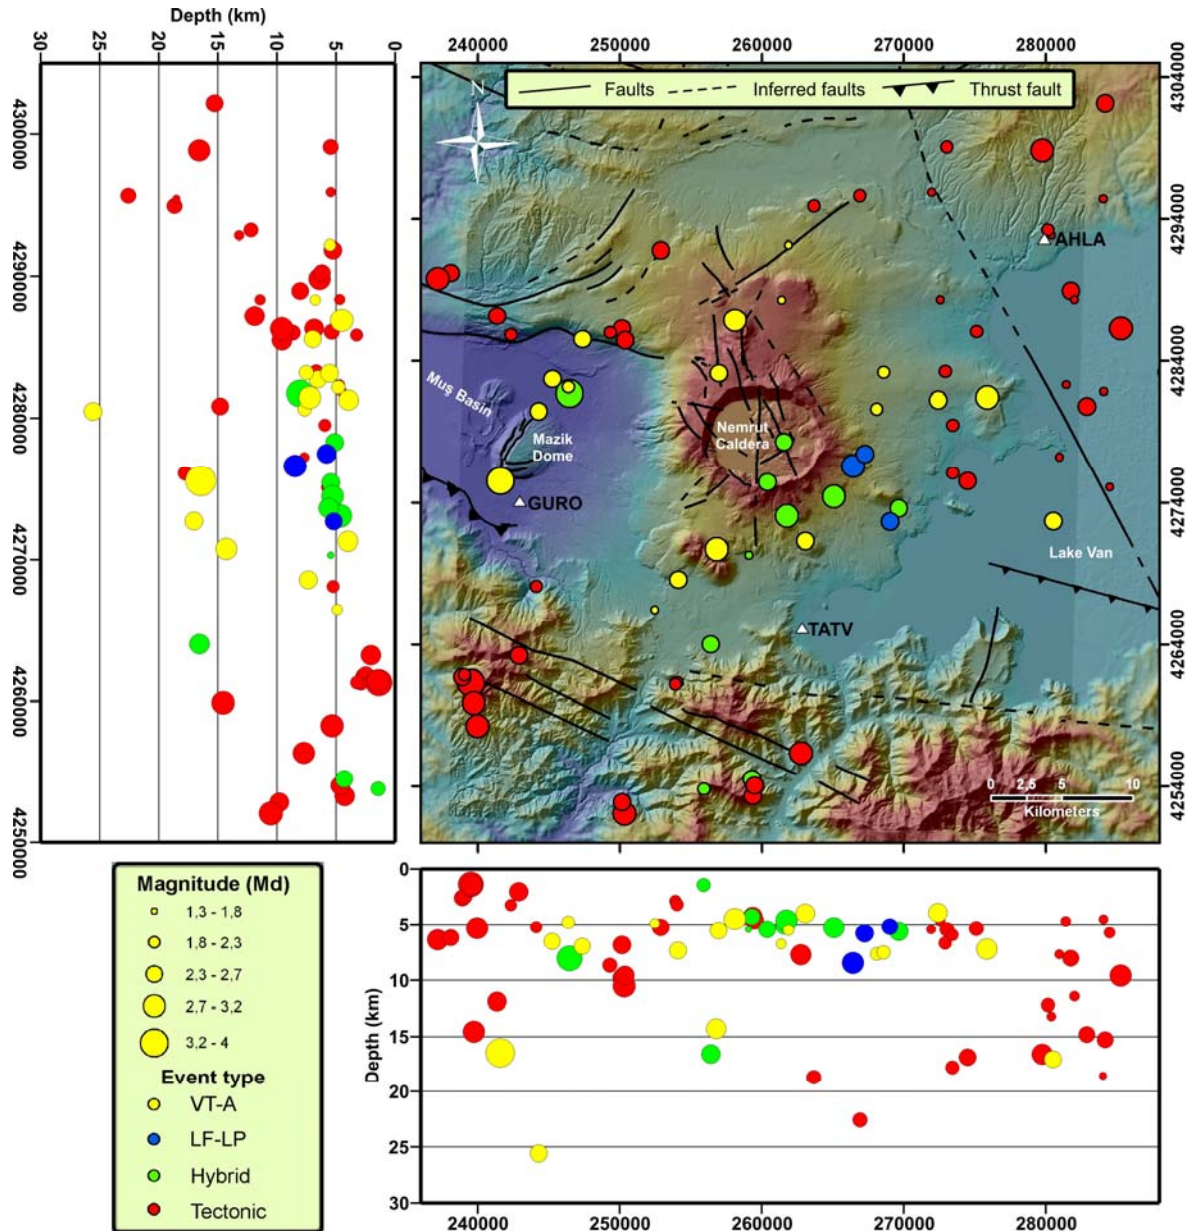 Depth (km)
30 25 20 15 10 5 0
240000 250000 260000 270000 280000
Faults Inferred faults Thrust fault
N
4300000
4290000
4280000
4270000
4260000
4250000
4304000
4294000
4284000
4274000
4264000
4254000
AHLA
Muş Basin
Mazik
Dome
Nemrut
Caldera
GURO
Lake Van
TATV
0 2,5 5 10
Kilometers
Magnitude (Md)
1,3 - 1,8
1,8 - 2,3
2,3 - 2,7
2,7 - 3,2
3,2 - 4
Event type
VT-A
LF-LP
Hybrid
Tectonic
Depth (km)
0
5
10
15
20
25
30
240000 250000 260000 270000 280000